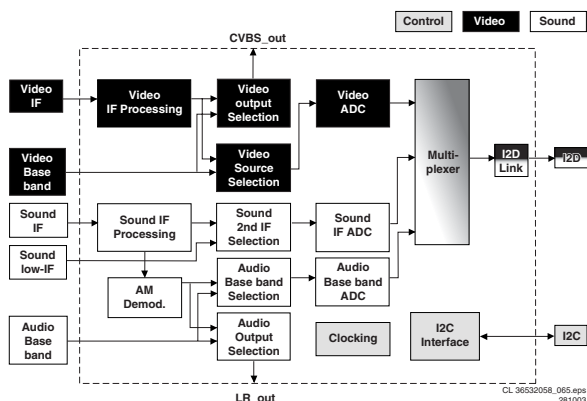 Control
Video
Sound
CVBS_out
Video
IF
Video
IF Processing
Video
output
Selection
Video
ADC
Multi-
plexer
I2D
Link
I2D
Video
Base
band
Video
Source
Selection
Sound
IF
Sound IF
Processing
Sound
2nd IF
Selection
Sound
IF ADC
Sound
low-IF
AM
Demod.
Audio
Base band
Selection
Audio
Base band
ADC
Audio
Base
band
Audio
Output
Selection
Clocking
I2C
Interface
I2C
LR_out
CL 36532058_065.eps
281003